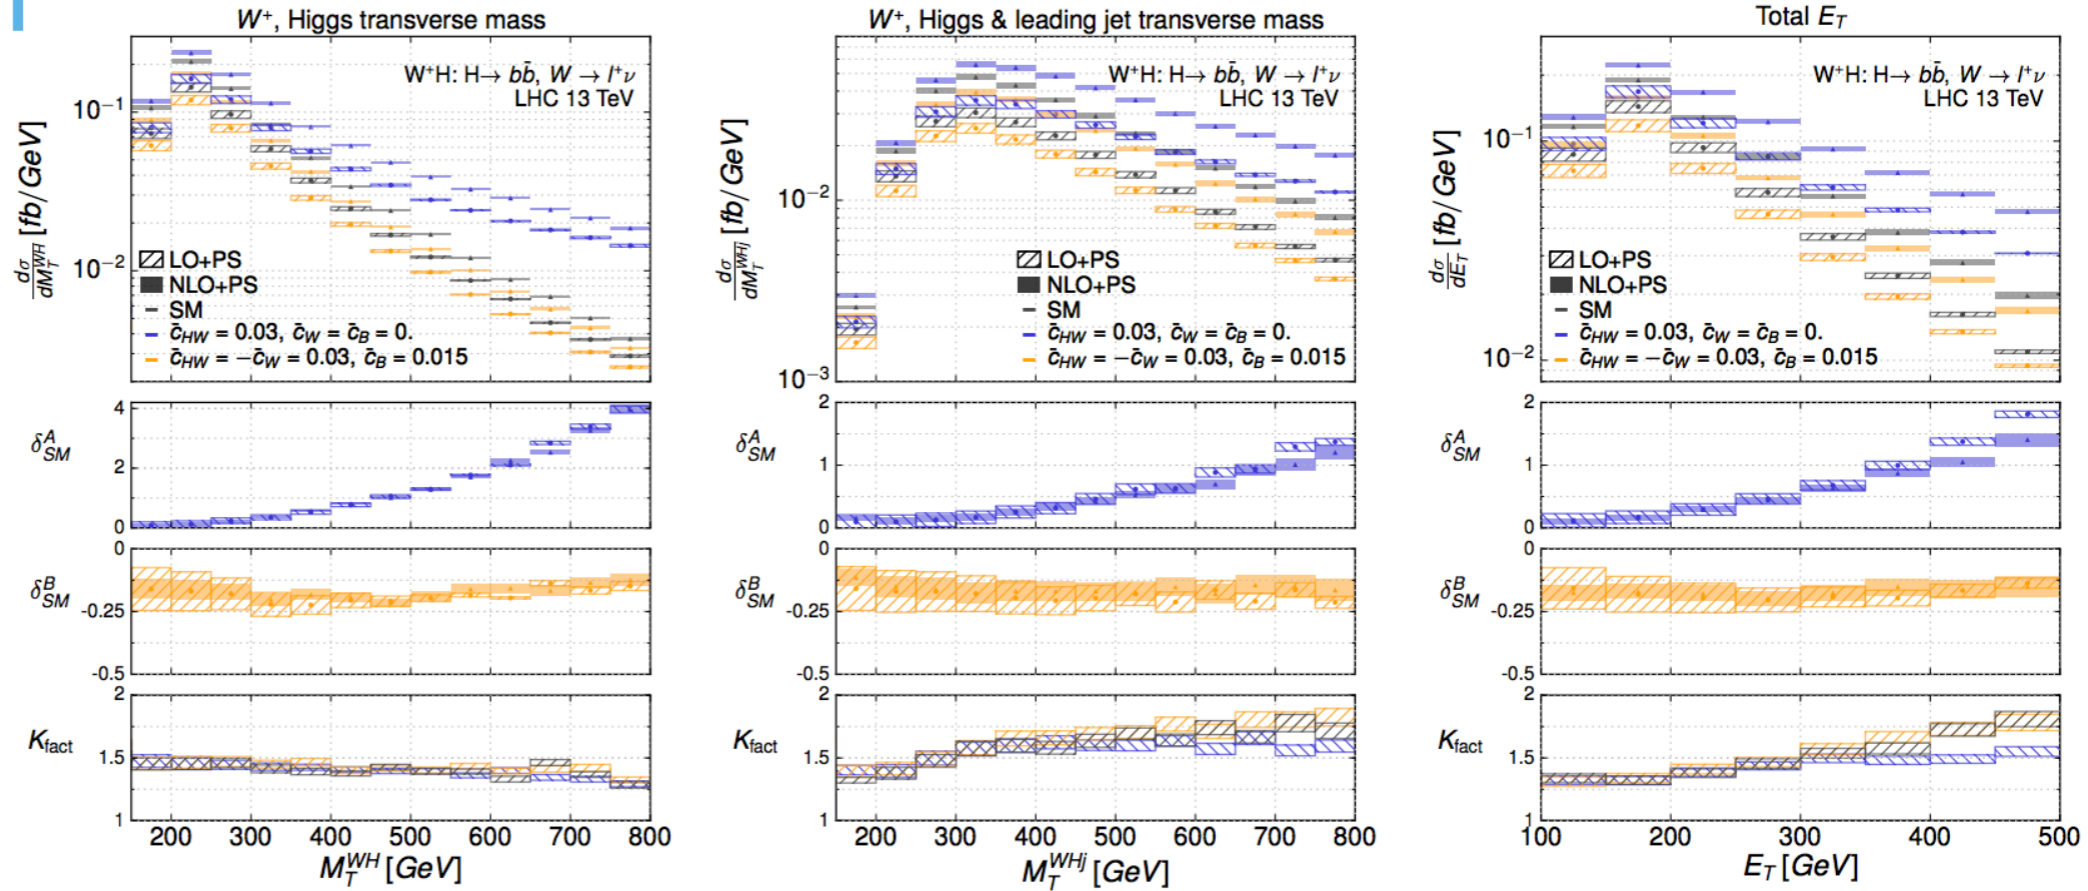 W⁺, Higgs transverse mass
W⁺H: H→ bb̄, W → l⁺ν
LHC 13 TeV
10⁻¹
10⁻²
dσ/dM_T^{WH} [fb/GeV]
LO+PS
NLO+PS
SM
c̄_HW = 0.03, c̄_W = c̄_B = 0.
c̄_HW = −c̄_W = 0.03, c̄_B = 0.015
4
2
0
δ^A_SM
0
-0.25
-0.5
δ^B_SM
2
1.5
1
K_fact
200 300 400 500 600 700 800
M_T^{WH} [GeV]
W⁺, Higgs & leading jet transverse mass
W⁺H: H→ bb̄, W → l⁺ν
LHC 13 TeV
10⁻²
10⁻³
dσ/dM_T^{WHj} [fb/GeV]
LO+PS
NLO+PS
SM
c̄_HW = 0.03, c̄_W = c̄_B = 0.
c̄_HW = −c̄_W = 0.03, c̄_B = 0.015
2
1
0
δ^A_SM
0
-0.25
-0.5
δ^B_SM
2
1.5
1
K_fact
200 300 400 500 600 700 800
M_T^{WHj} [GeV]
Total E_T
W⁺H: H→ bb̄, W → l⁺ν
LHC 13 TeV
10⁻¹
10⁻²
dσ/dE_T [fb/GeV]
LO+PS
NLO+PS
SM
c̄_HW = 0.03, c̄_W = c̄_B = 0.
c̄_HW = −c̄_W = 0.03, c̄_B = 0.015
2
1
0
δ^A_SM
0
-0.25
-0.5
δ^B_SM
2
1.5
1
K_fact
100 200 300 400 500
E_T [GeV]